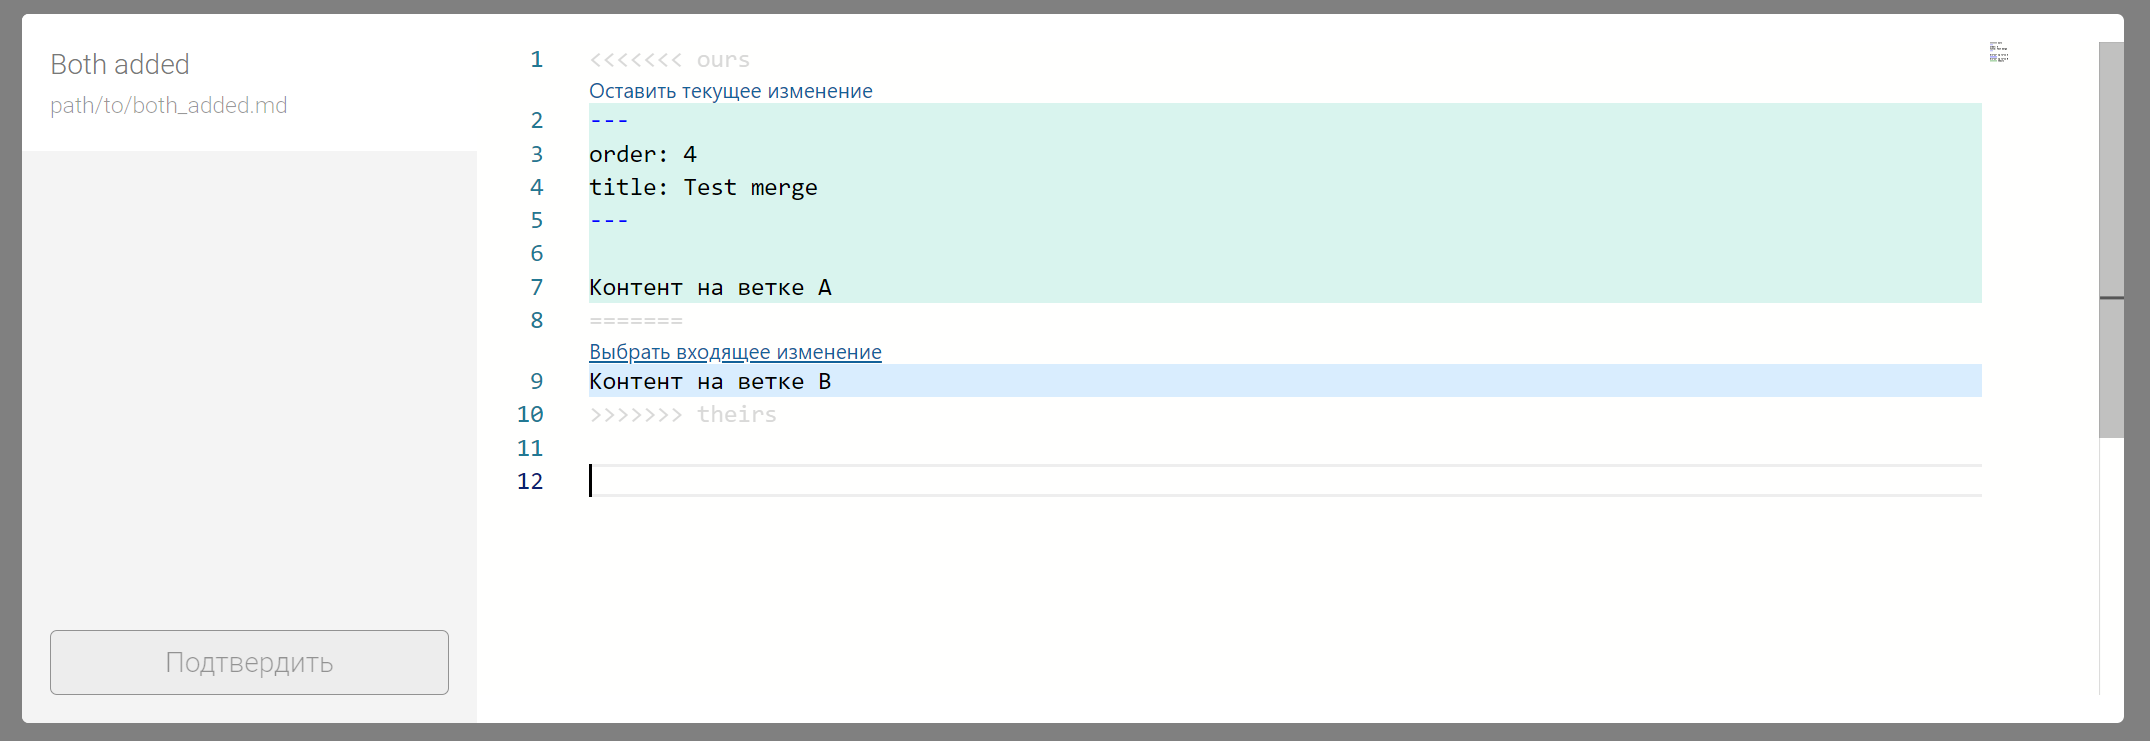 Both added
path/to/both_added.md
Подтвердить
1 <<<<<<< ours
Оставить текущее изменение
2 ---
3 order: 4
4 title: Test merge
5 ---
6
7 Контент на ветке A
8 =======
Выбрать входящее изменение
9 Контент на ветке B
10 >>>>>>> theirs
11
12